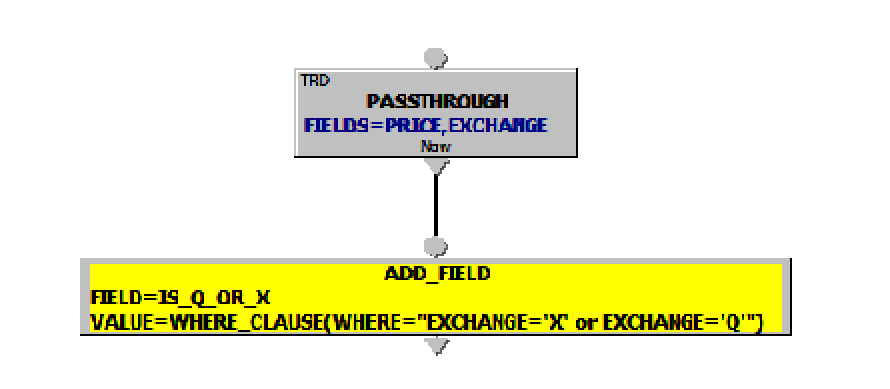 TRD
PASSTHROUGH
FIELDS=PRICE,EXCHANGE
Now
ADD_FIELD
FIELD=IS_Q_OR_X
VALUE=WHERE_CLAUSE(WHERE="EXCHANGE='X' or EXCHANGE='Q'")